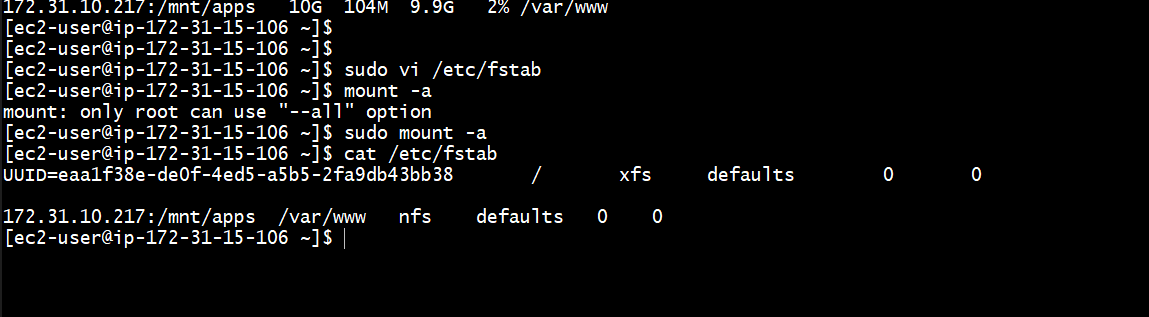 172.31.10.217:/mnt/apps   10G  104M  9.9G   2% /var/www
[ec2-user@ip-172-31-15-106 ~]$
[ec2-user@ip-172-31-15-106 ~]$
[ec2-user@ip-172-31-15-106 ~]$ sudo vi /etc/fstab
[ec2-user@ip-172-31-15-106 ~]$ mount -a
mount: only root can use "--all" option
[ec2-user@ip-172-31-15-106 ~]$ sudo mount -a
[ec2-user@ip-172-31-15-106 ~]$ cat /etc/fstab
UUID=eaa1f38e-de0f-4ed5-a5b5-2fa9db43bb38       /       xfs     defaults        0       0
172.31.10.217:/mnt/apps  /var/www   nfs    defaults   0    0
[ec2-user@ip-172-31-15-106 ~]$